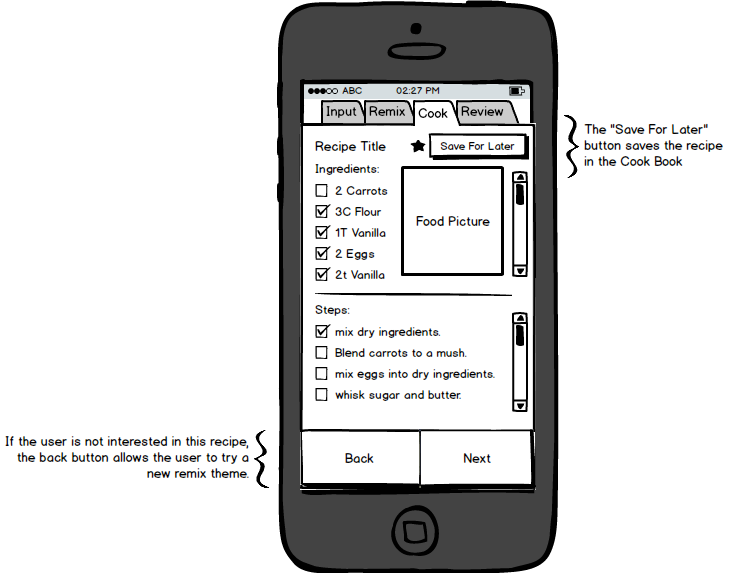 ABC 02:27 PM
Input Remix Cook Review
Recipe Title Save For Later
Ingredients:
2 Carrots
3C Flour
1T Vanilla
2 Eggs
2t Vanilla
Food Picture
Steps:
mix dry ingredients.
Blend carrots to a mush.
mix eggs into dry ingredients.
whisk sugar and butter.
Back Next
The "Save For Later"
button saves the recipe
in the Cook Book
If the user is not interested in this recipe,
the back button allows the user to try a
new remix theme.